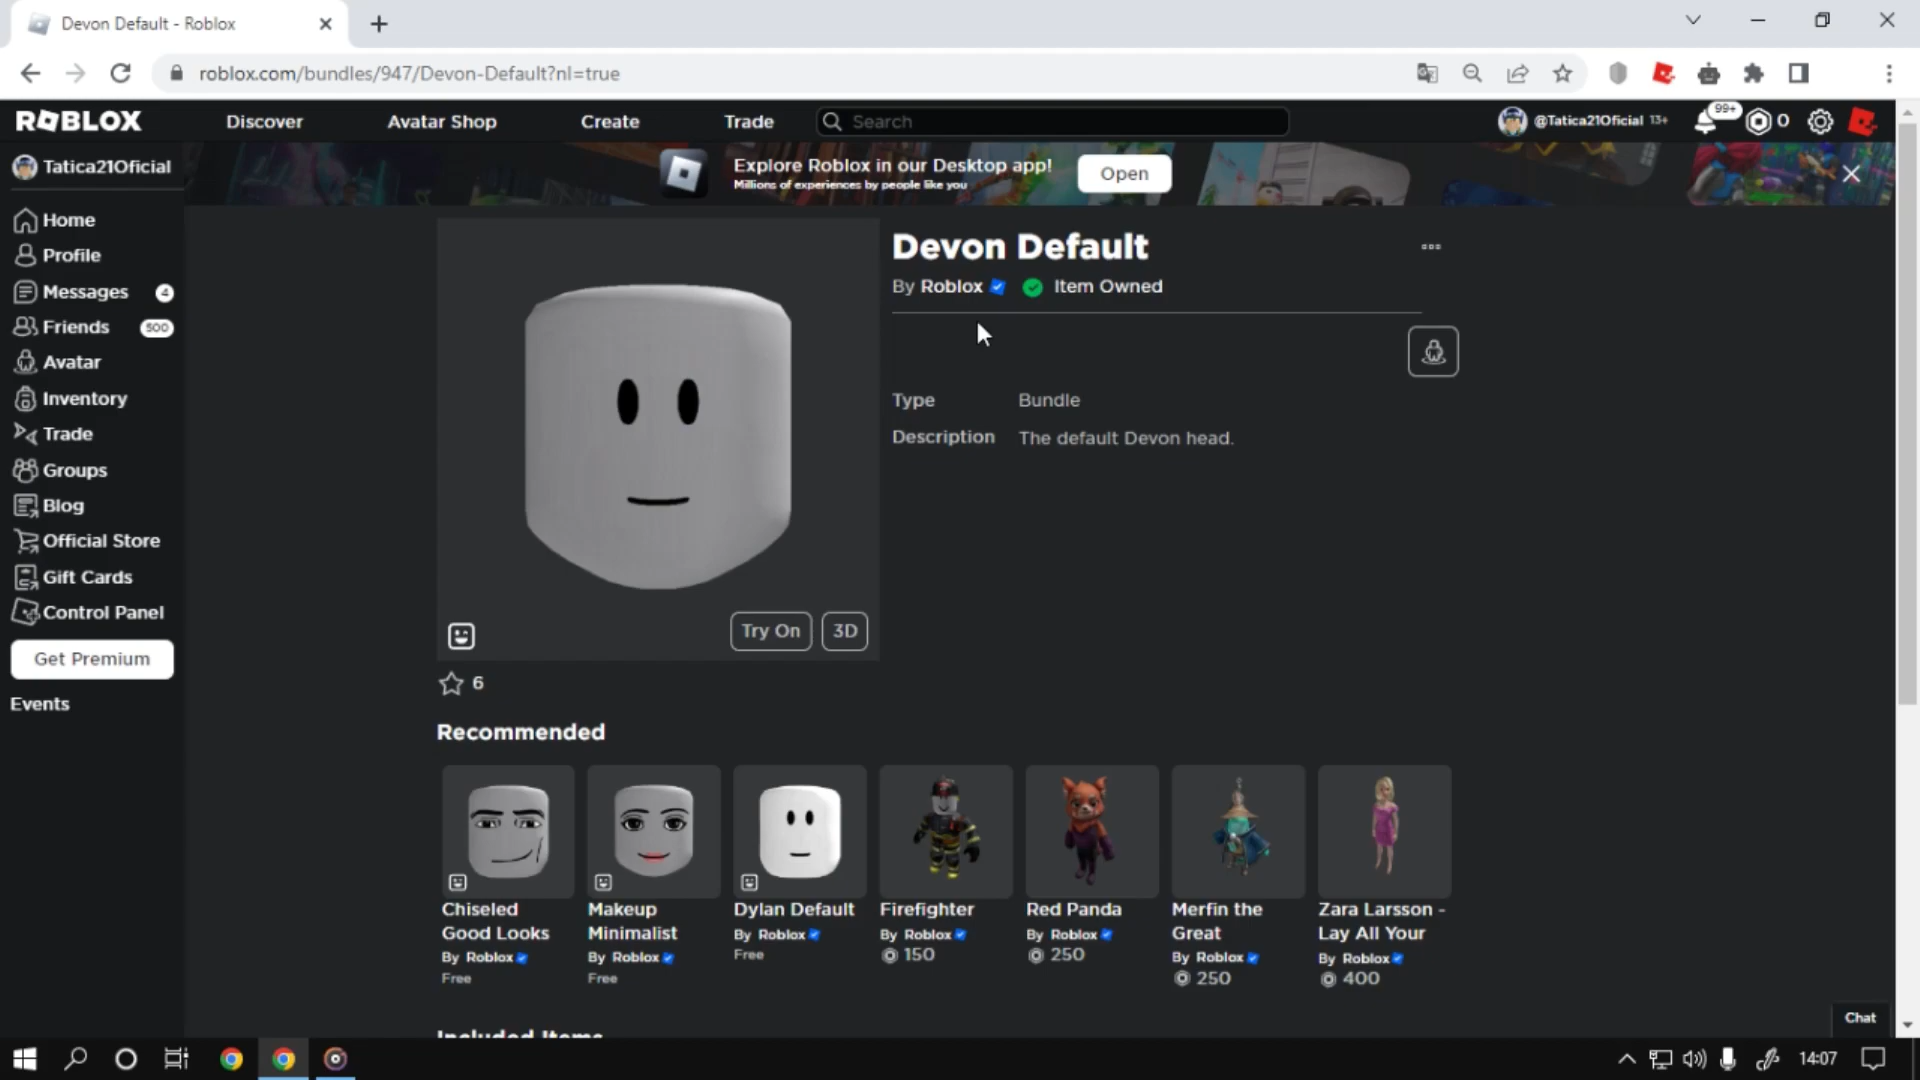 Devon Default - Roblox
roblox.com/bundles/947/Devon-Default?nl=true
ROBLOX
Discover
Avatar Shop
Create
Trade
Search
@Tatica21Oficial 13+
99+
0
Tatica21Oficial
Explore Roblox in our Desktop app!
Millions of experiences by people like you
Open
Home
Profile
Messages 4
Friends 500
Avatar
Inventory
Trade
Groups
Blog
Official Store
Gift Cards
Control Panel
Get Premium
Events
Devon Default
By Roblox Item Owned
Type Bundle
Description The default Devon head.
Try On
3D
6
Recommended
Chiseled
Good Looks
By Roblox
Free
Makeup
Minimalist
By Roblox
Free
Dylan Default
By Roblox
Free
Firefighter
By Roblox
150
Red Panda
By Roblox
250
Merfin the
Great
By Roblox
250
Zara Larsson -
Lay All Your
By Roblox
400
Included Items
Chat
14:07